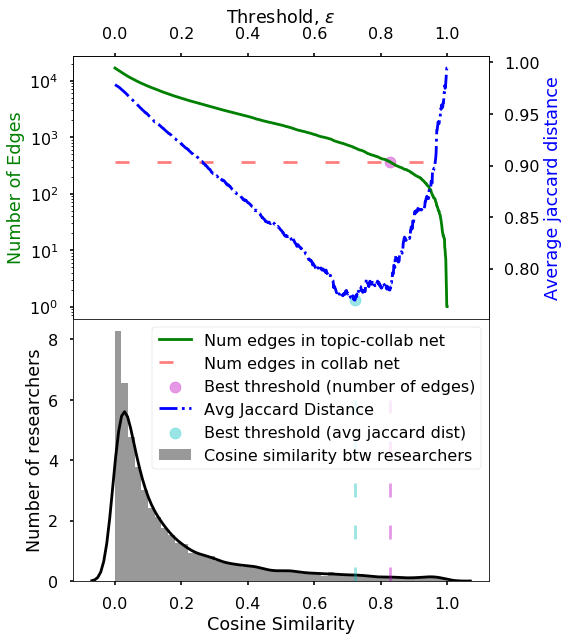 Threshold, ε
0.0 0.2 0.4 0.6 0.8 1.0
Number of Edges
10⁴
10³
10²
10¹
10⁰
1.00
0.95
0.90
0.85
0.80
Average jaccard distance
Num edges in topic-collab net
Num edges in collab net
Best threshold (number of edges)
Avg Jaccard Distance
Best threshold (avg jaccard dist)
Cosine similarity btw researchers
Number of researchers
8
6
4
2
0
0.0 0.2 0.4 0.6 0.8 1.0
Cosine Similarity